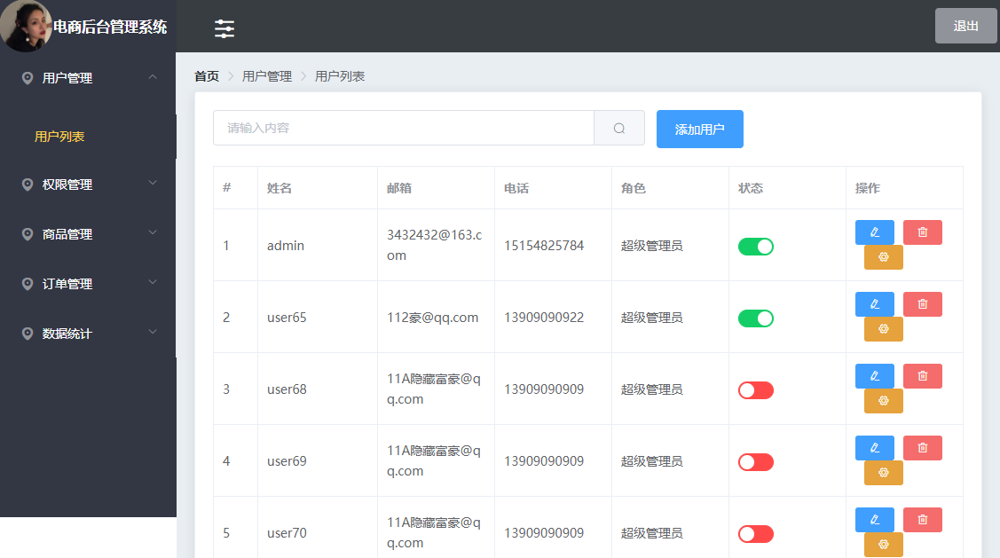 电商后台管理系统
退出
用户管理
用户列表
权限管理
商品管理
订单管理
数据统计
首页 用户管理 用户列表
请输入内容
添加用户
# 姓名 邮箱 电话 角色 状态 操作
1 admin 3432432@163.c
om 15154825784 超级管理员
2 user65 112豪@qq.com 13909090922 超级管理员
3 user68 11A隐藏富豪@q
q.com 13909090909 超级管理员
4 user69 11A隐藏富豪@q
q.com 13909090909 超级管理员
5 user70 11A隐藏富豪@q
q.com 13909090909 超级管理员